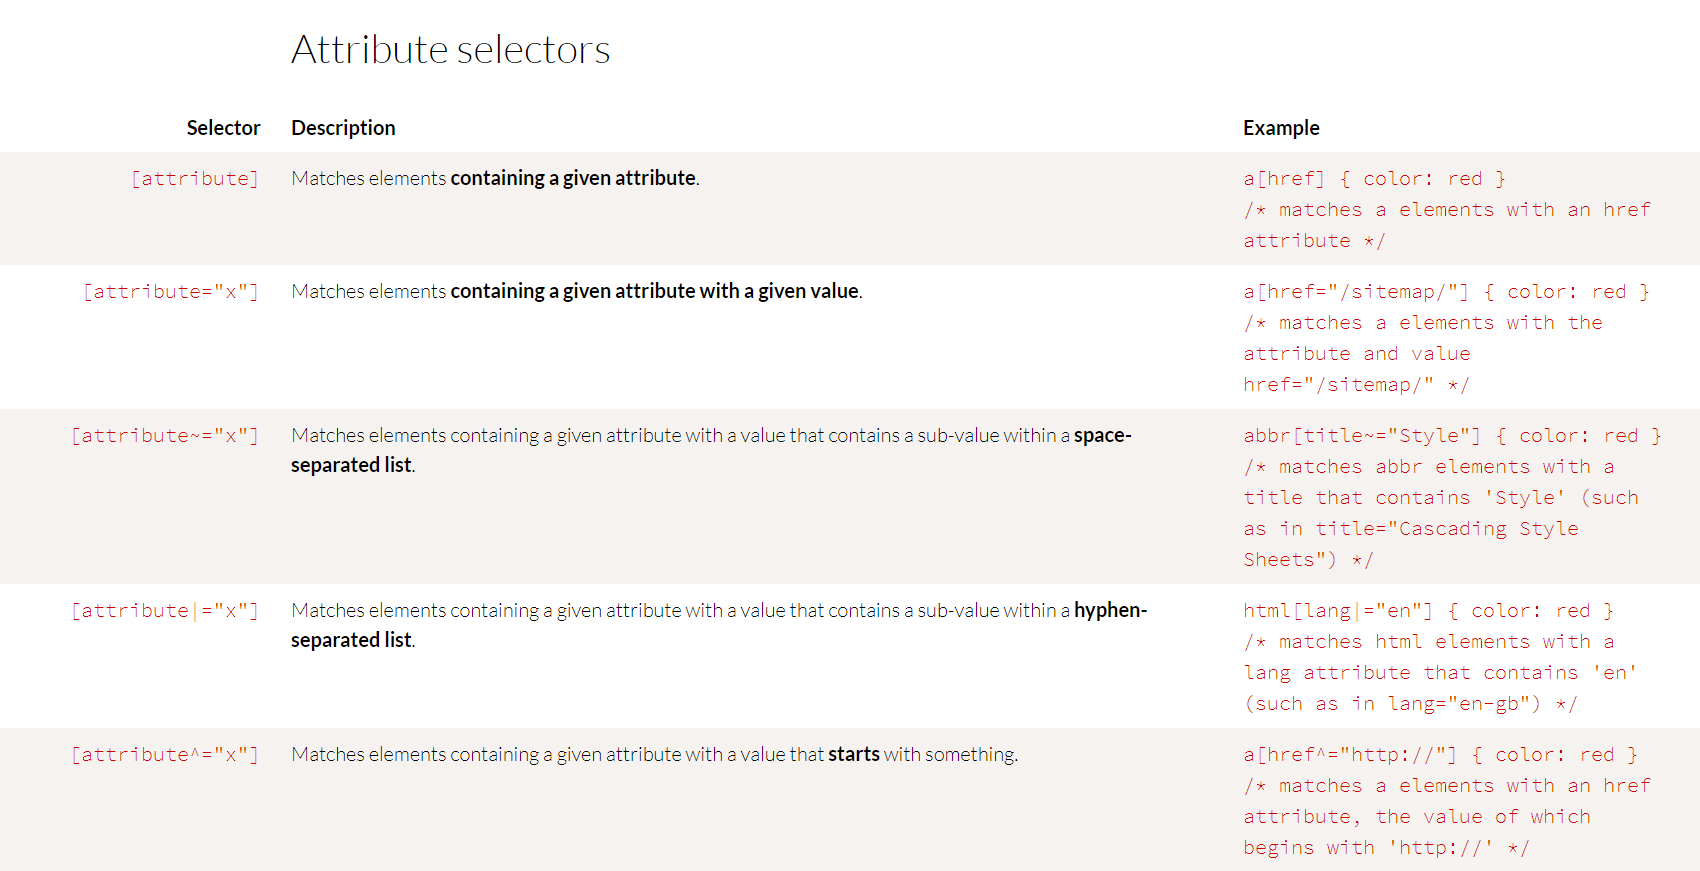 Attribute selectors
Selector Description Example
[attribute] Matches elements containing a given attribute. a[href] { color: red }
/* matches a elements with an href
attribute */
[attribute="x"] Matches elements containing a given attribute with a given value. a[href="/sitemap/"] { color: red }
/* matches a elements with the
attribute and value
href="/sitemap/" */
[attribute~="x"] Matches elements containing a given attribute with a value that contains a sub-value within a space- abbr[title~="Style"] { color: red }
separated list. /* matches abbr elements with a
title that contains 'Style' (such
as in title="Cascading Style
Sheets") */
[attribute|="x"] Matches elements containing a given attribute with a value that contains a sub-value within a hyphen- html[lang|="en"] { color: red }
separated list. /* matches html elements with a
lang attribute that contains 'en'
(such as in lang="en-gb") */
[attribute^="x"] Matches elements containing a given attribute with a value that starts with something. a[href^="http://"] { color: red }
/* matches a elements with an href
attribute, the value of which
begins with 'http://' */